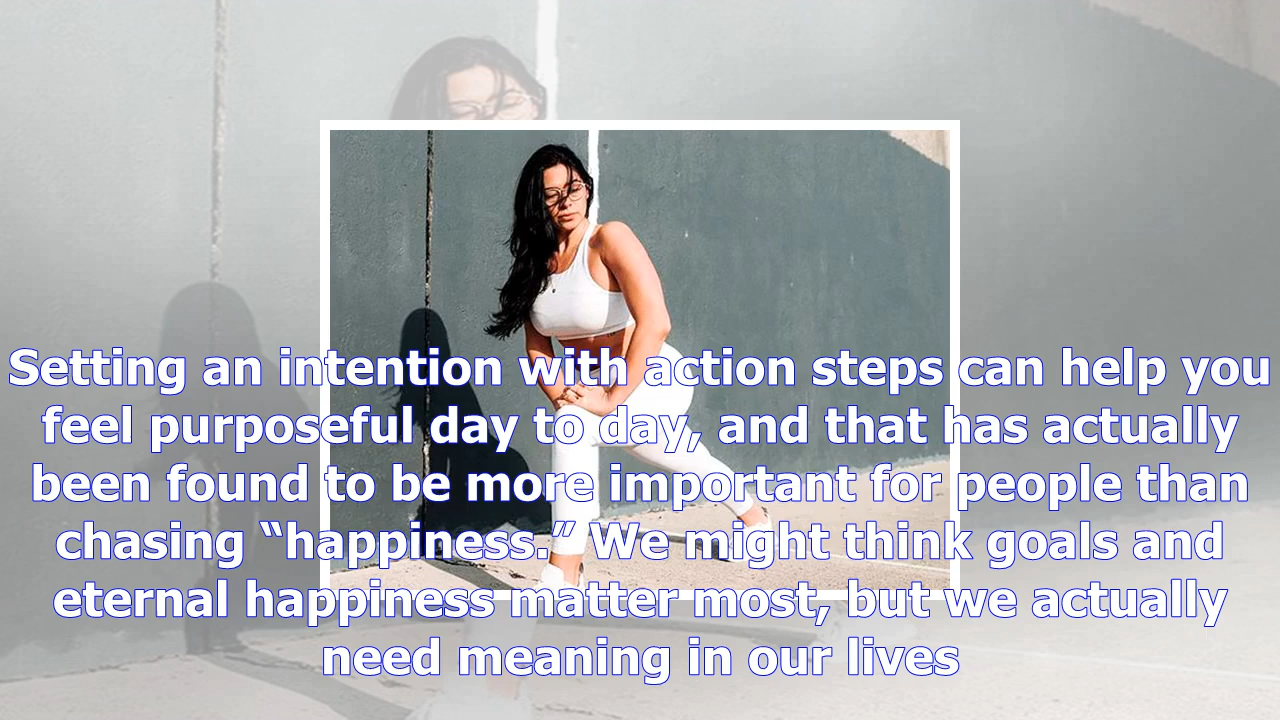 Setting an intention with action steps can help you
feel purposeful day to day, and that has actually
been found to be more important for people than
chasing “happiness.” We might think goals and
eternal happiness matter most, but we actually
need meaning in our lives